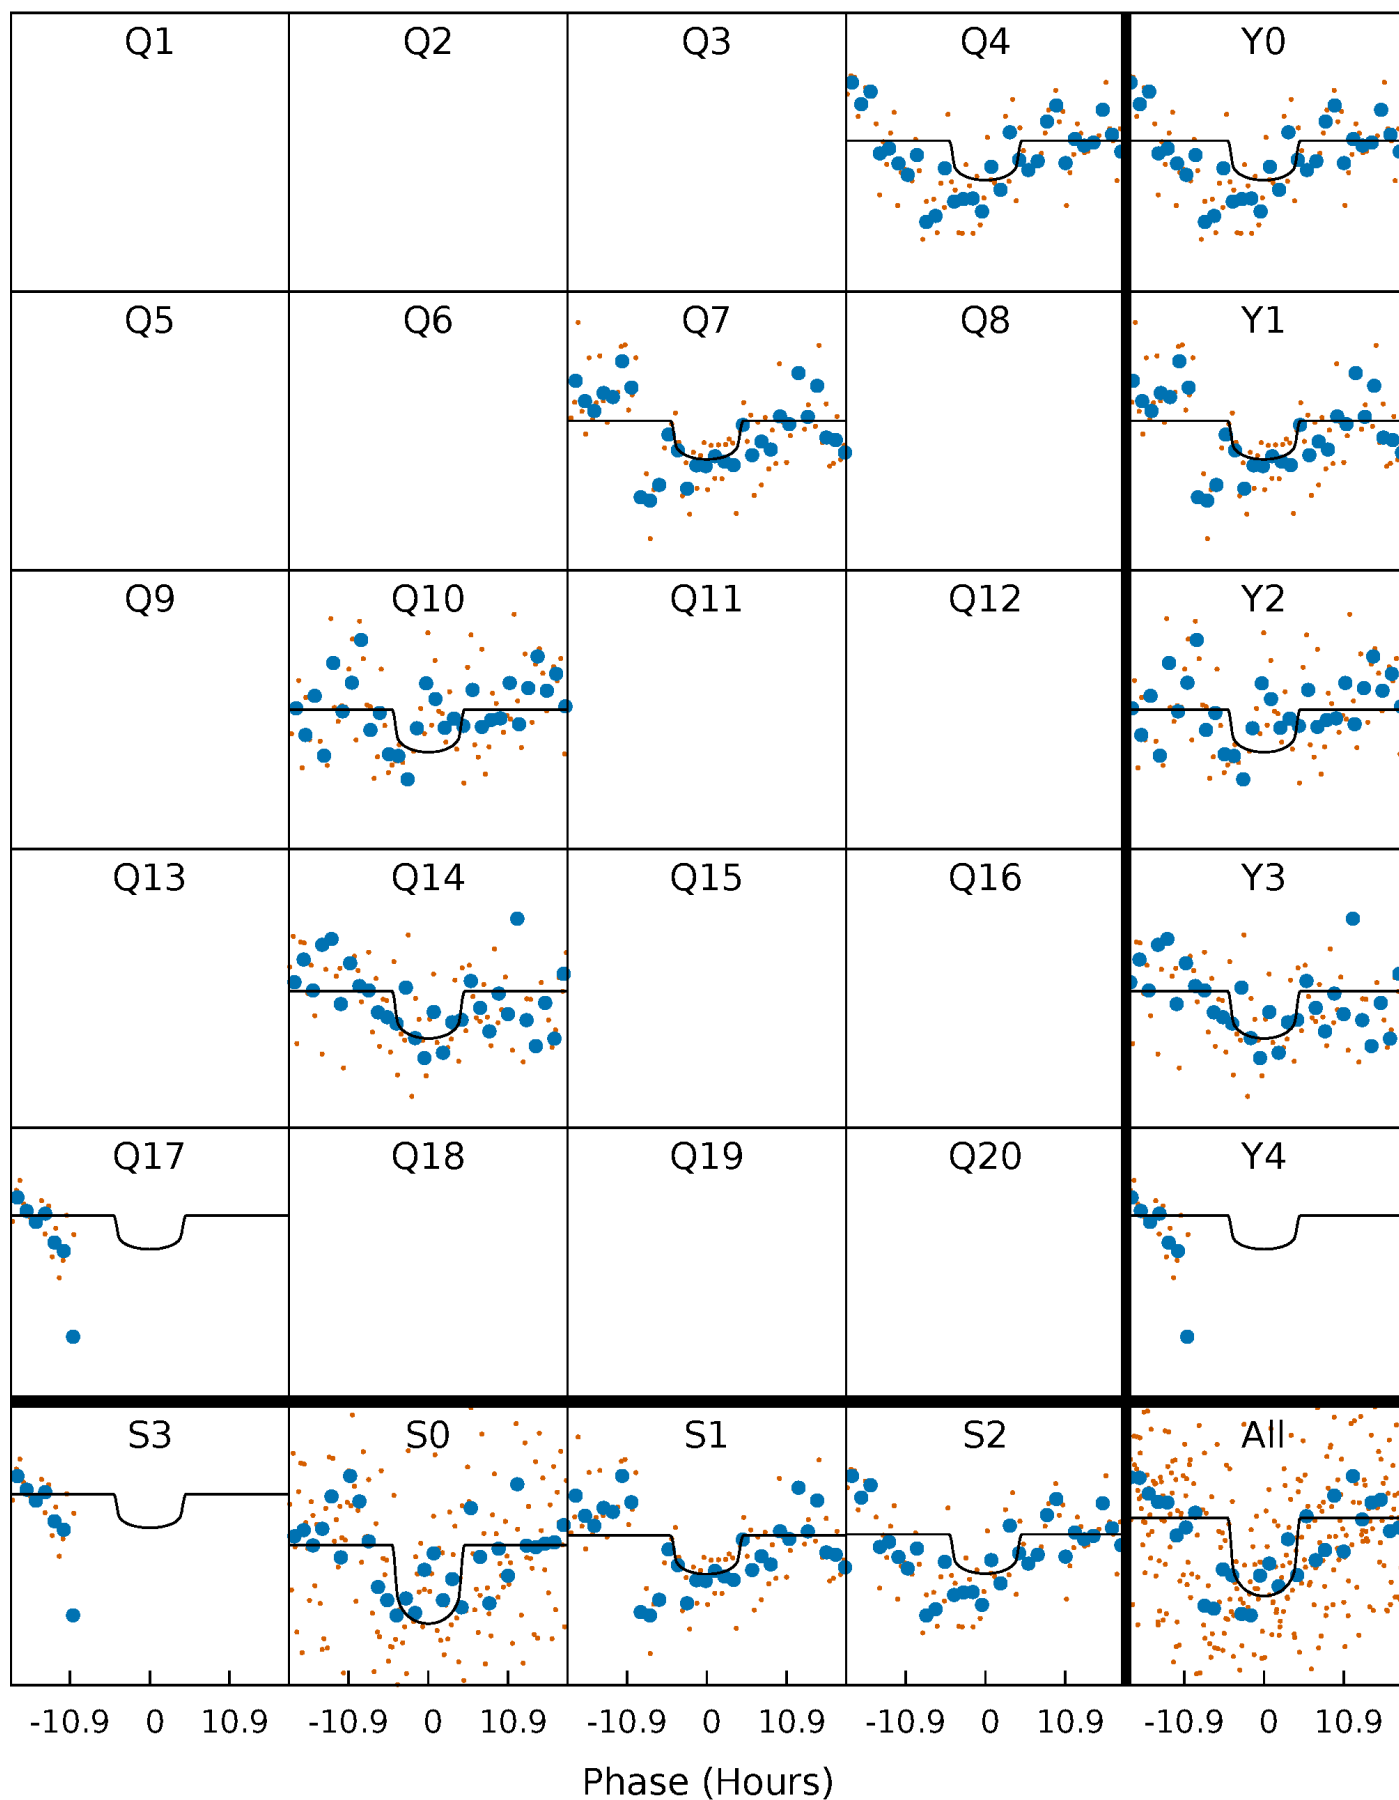 Q1 Q2 Q3 Q4 Y0
Q5 Q6 Q7 Q8 Y1
Q9 Q10 Q11 Q12 Y2
Q13 Q14 Q15 Q16 Y3
Q17 Q18 Q19 Q20 Y4
S3 S0 S1 S2 All
-10.9 0 10.9 -10.9 0 10.9 -10.9 0 10.9 -10.9 0 10.9 -10.9 0 10.9
Phase (Hours)